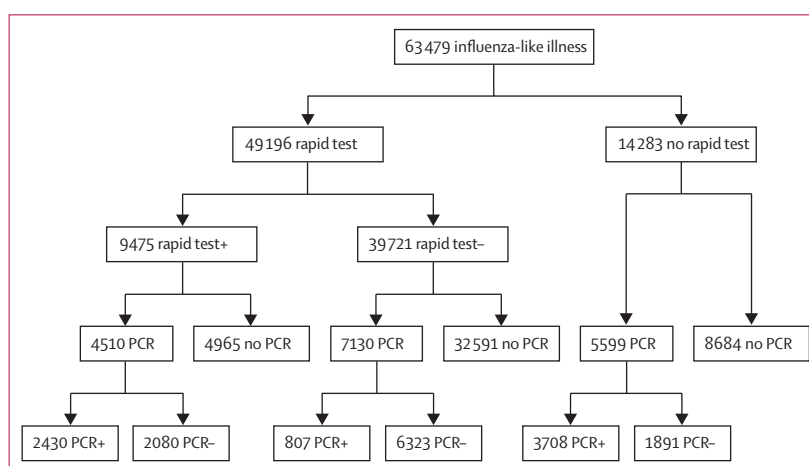 63 479 influenza-like illness
49 196 rapid test
14 283 no rapid test
9475 rapid test+
39 721 rapid test–
4510 PCR
4965 no PCR
7130 PCR
32 591 no PCR
5599 PCR
8684 no PCR
2430 PCR+
2080 PCR–
807 PCR+
6323 PCR–
3708 PCR+
1891 PCR–